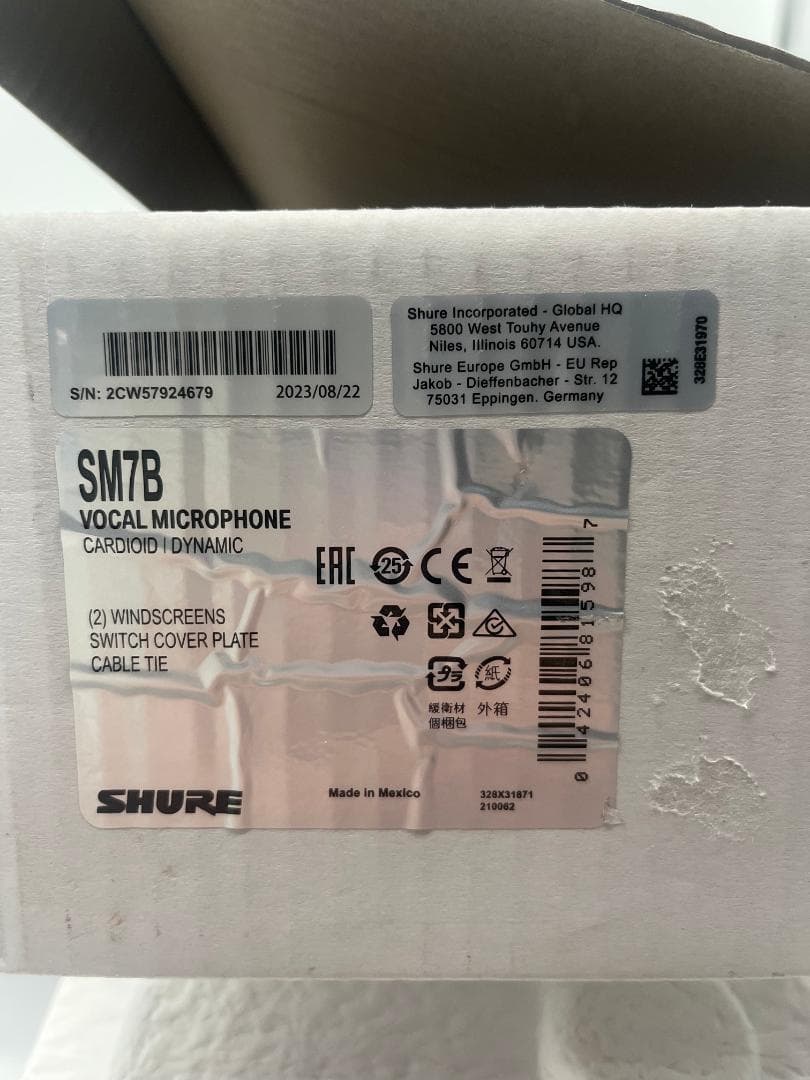 S/N: 2CW57924679
2023/08/22
Shure Incorporated - Global HQ
5800 West Touhy Avenue
Niles, Illinois 60714 USA.
Shure Europe GmbH - EU Rep
Jakob - Dieffenbacher - Str. 12
75031 Eppingen. Germany
328E31970
SM7B
VOCAL MICROPHONE
CARDIOID | DYNAMIC
EAC
25
CE
(2) WINDSCREENS
SWITCH COVER PLATE
CABLE TIE
プラ
紙
緩衝材
個梱包
外箱
0 42406 81598 7
SHURE
Made in Mexico
328X31871
210062